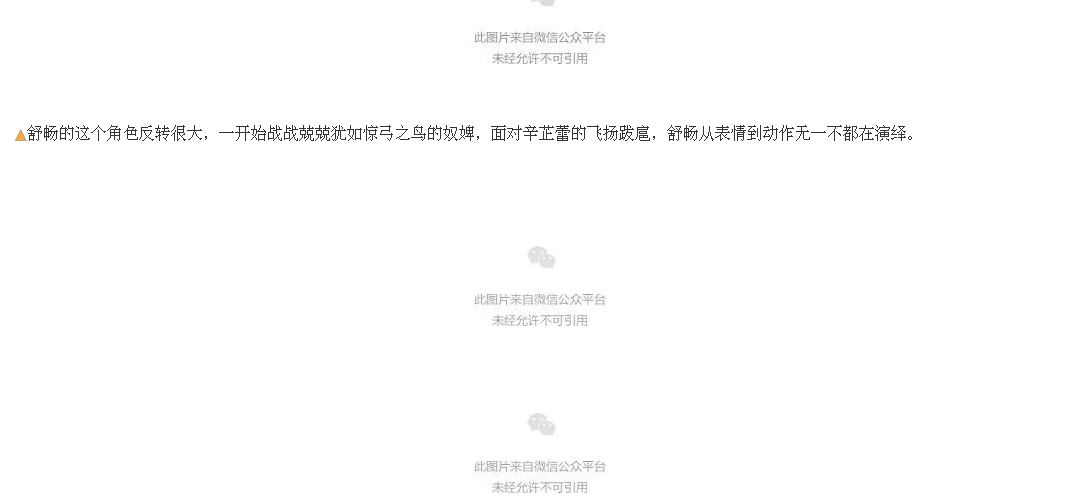 此图片来自微信公众平台
未经允许不可引用
▲舒畅的这个角色反转很大，一开始战战兢兢犹如惊弓之鸟的奴婢，面对辛芷蕾的飞扬跋扈，舒畅从表情到动作无一不都在演绎。
此图片来自微信公众平台
未经允许不可引用
此图片来自微信公众平台
未经允许不可引用